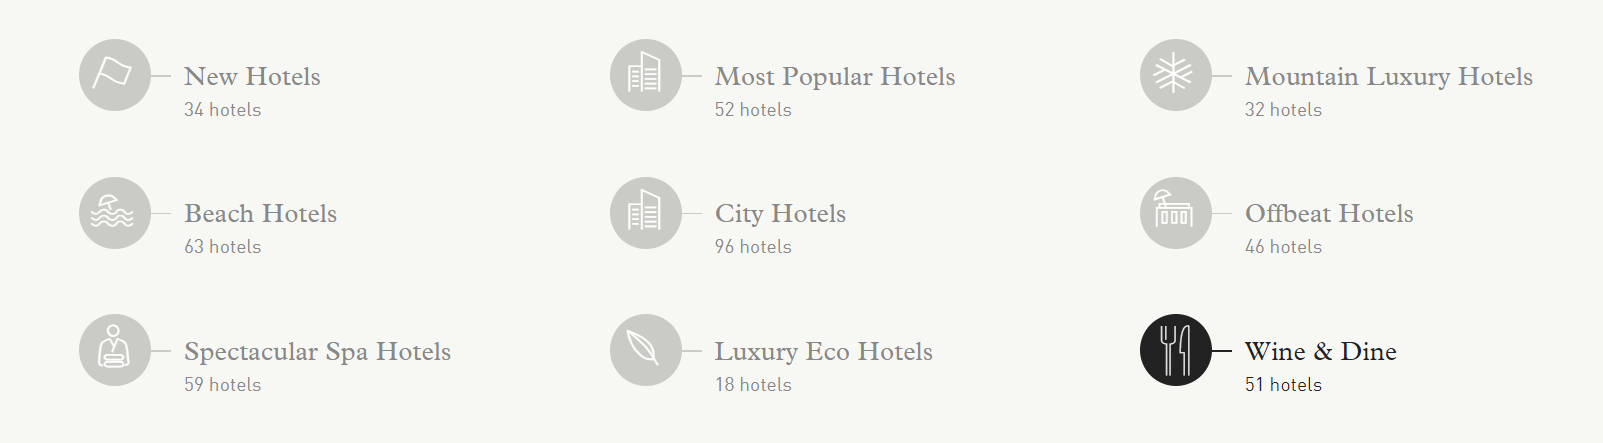 New Hotels
34 hotels
Most Popular Hotels
52 hotels
Mountain Luxury Hotels
32 hotels
Beach Hotels
63 hotels
City Hotels
96 hotels
Offbeat Hotels
46 hotels
Spectacular Spa Hotels
59 hotels
Luxury Eco Hotels
18 hotels
Wine & Dine
51 hotels